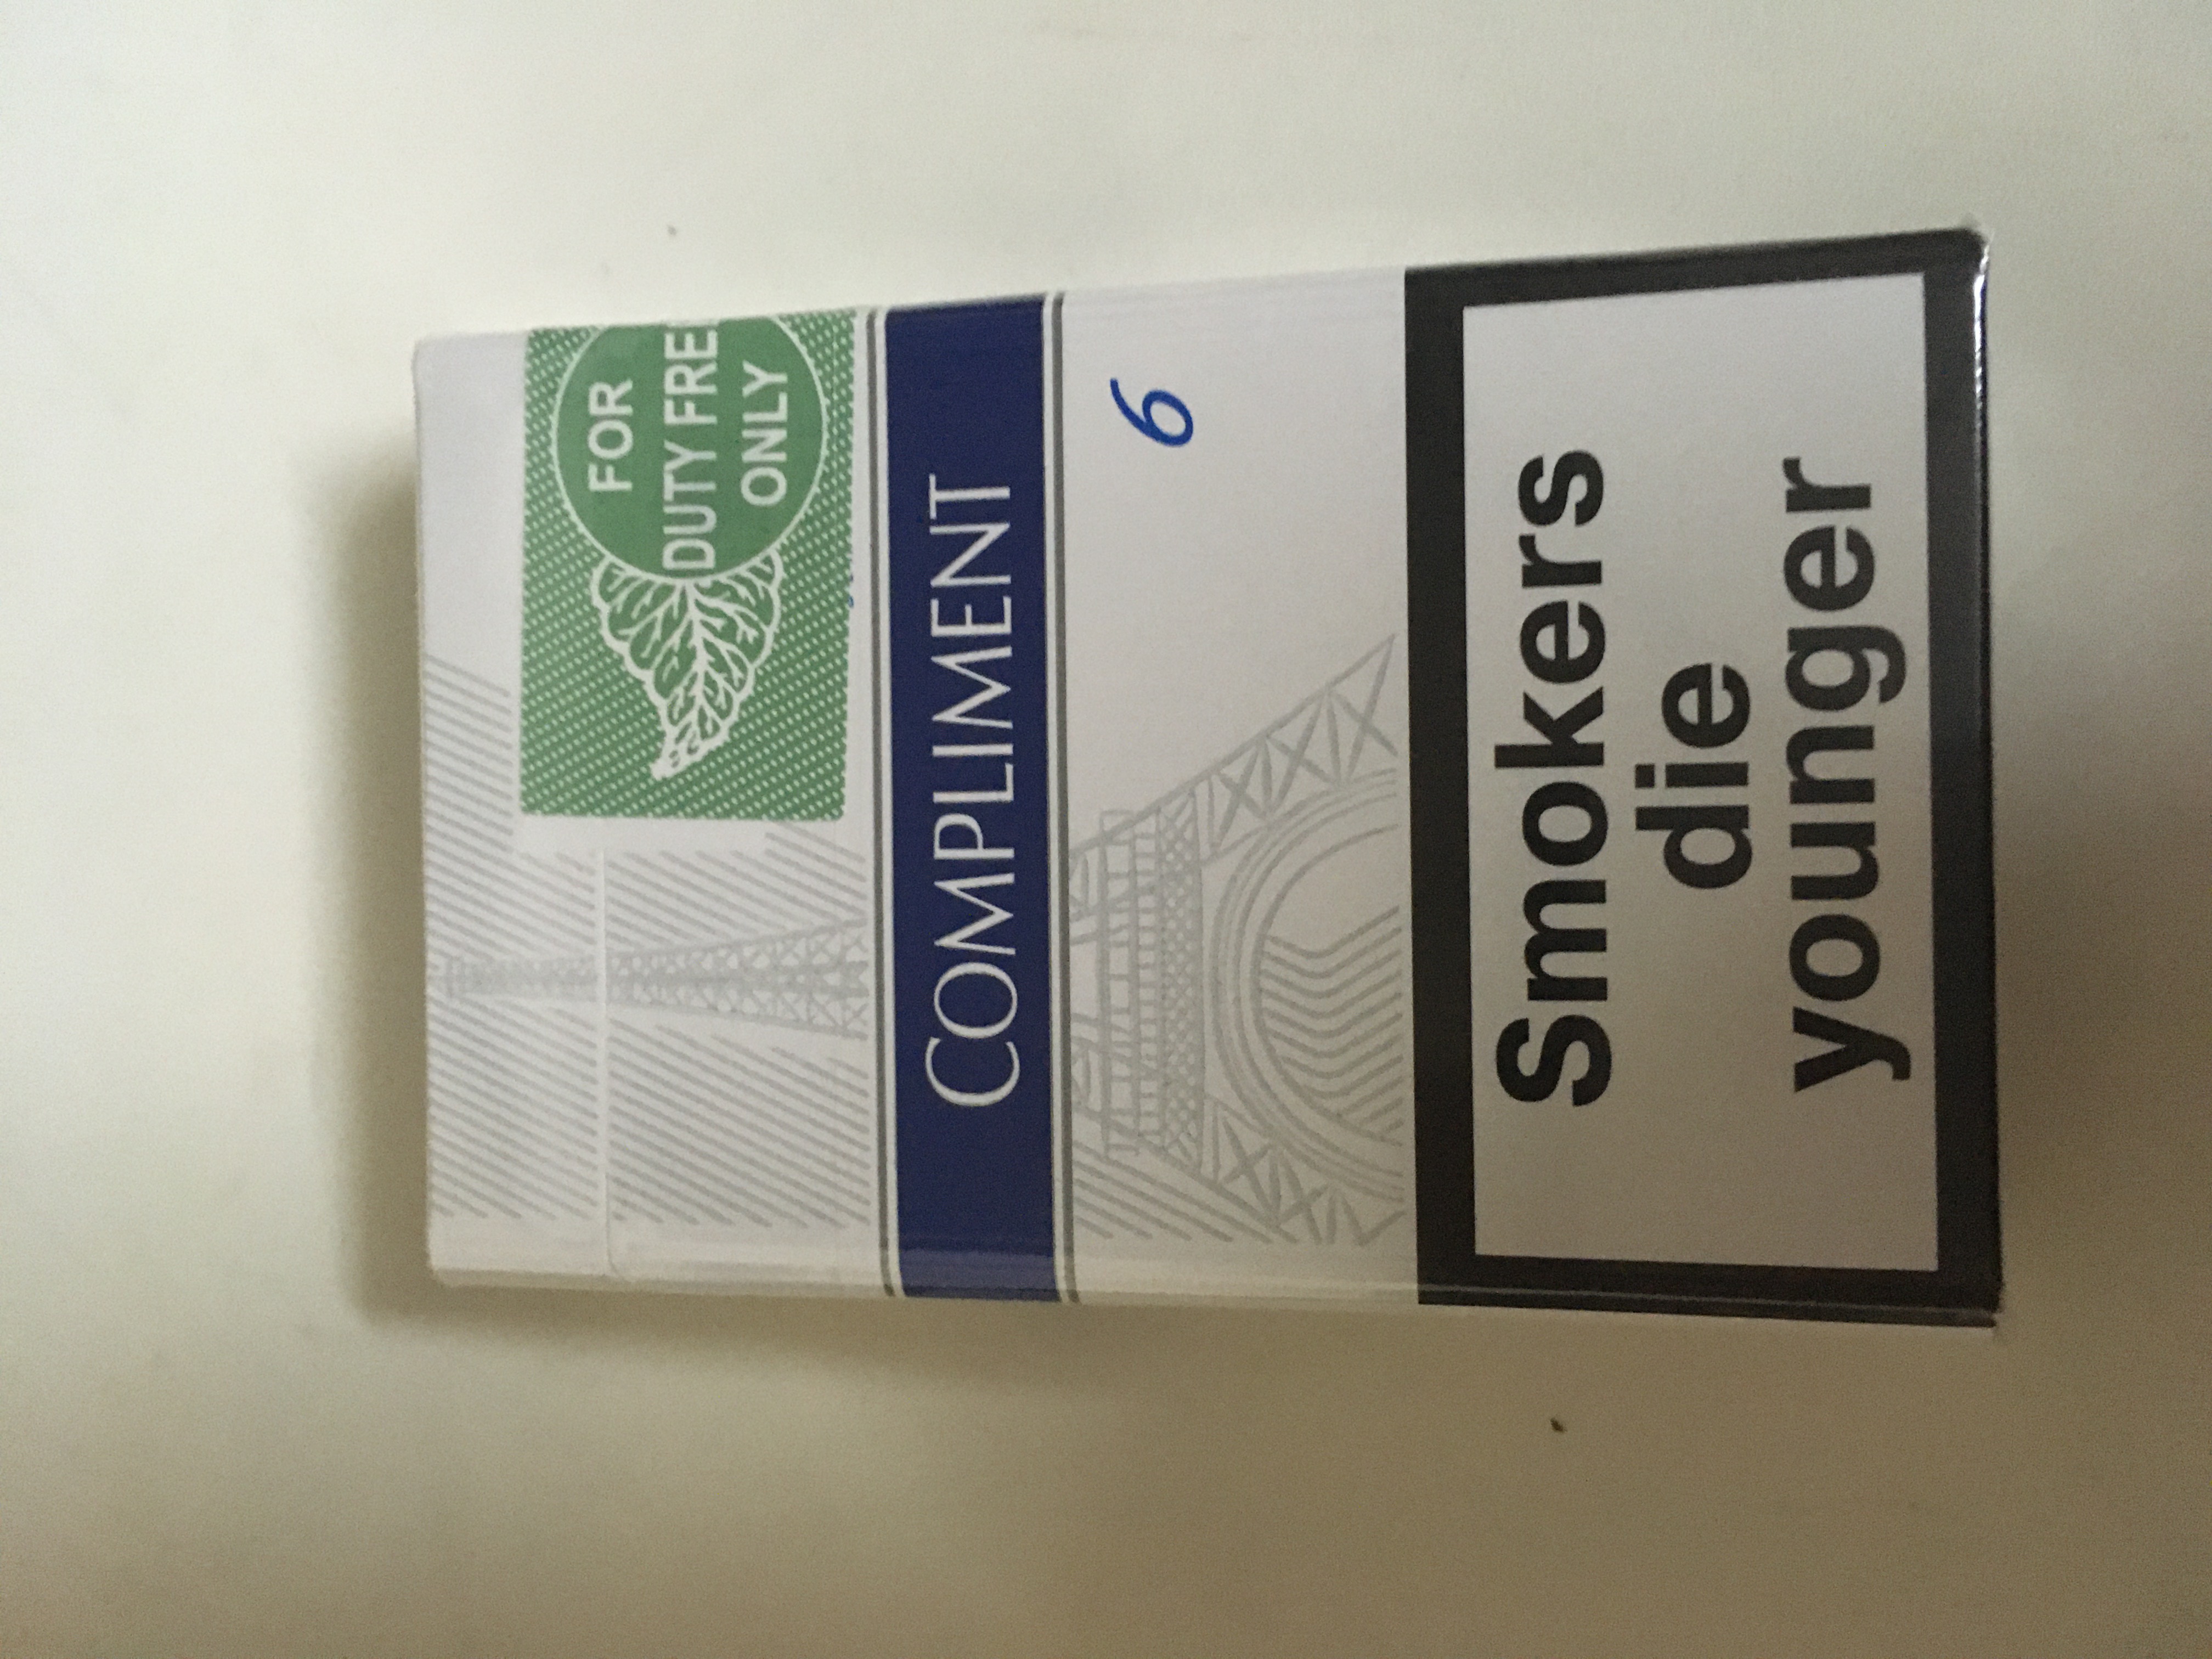 FOR
DUTY FRE
ONLY
COMPLIMENT
6
Smokers
die
younger